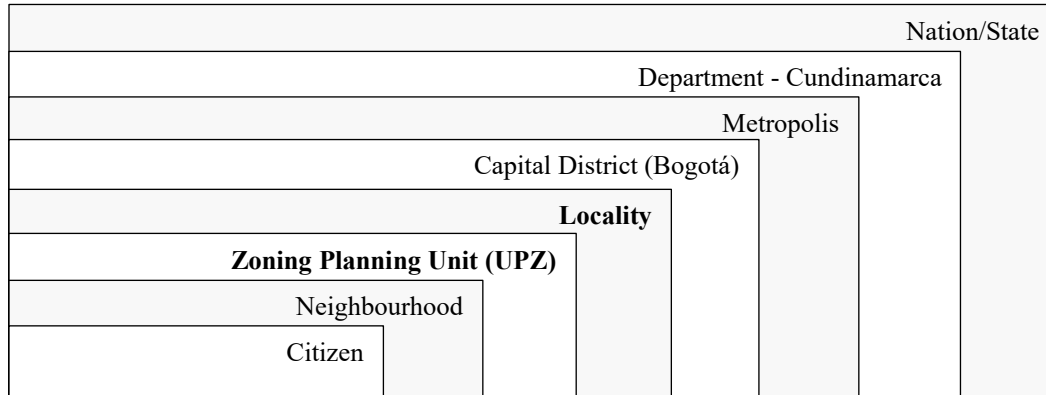 Nation/State
Department - Cundinamarca
Metropolis
Capital District (Bogotá)
Locality
Zoning Planning Unit (UPZ)
Neighbourhood
Citizen